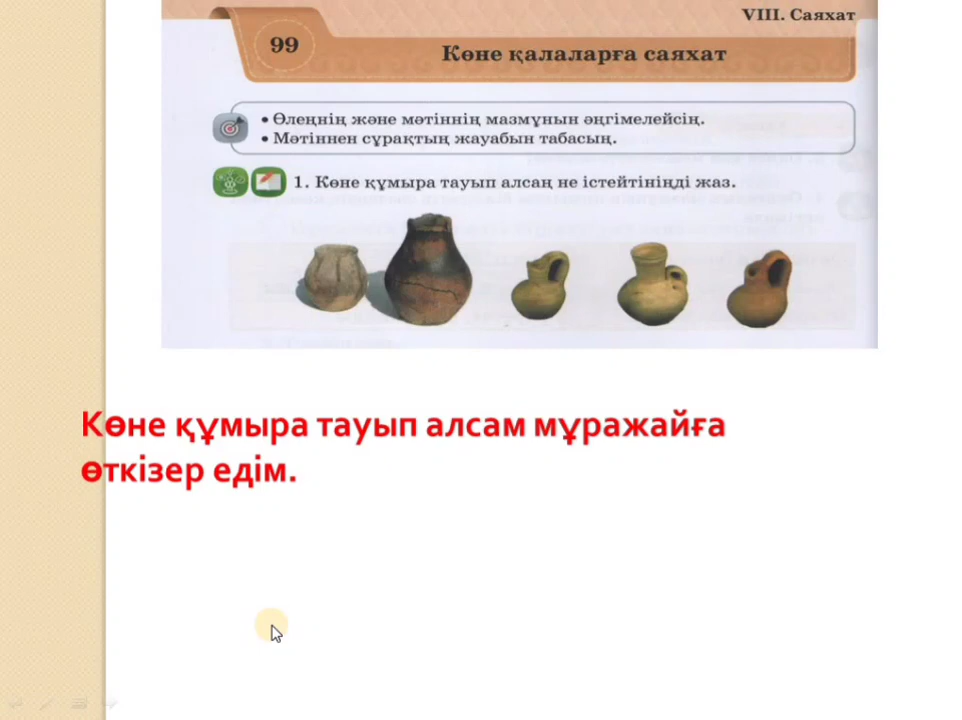 VIII. Саяхат
99
Көне қалаларға саяхат
• Өлеңнің және мәтіннің мазмұнын әңгімелейсің.
• Мәтіннен сұрақтың жауабын табасың.
1. Көне құмыра тауып алсаң не істейтініңді жаз.
Көне құмыра тауып алсам мұражайға
өткізер едім.